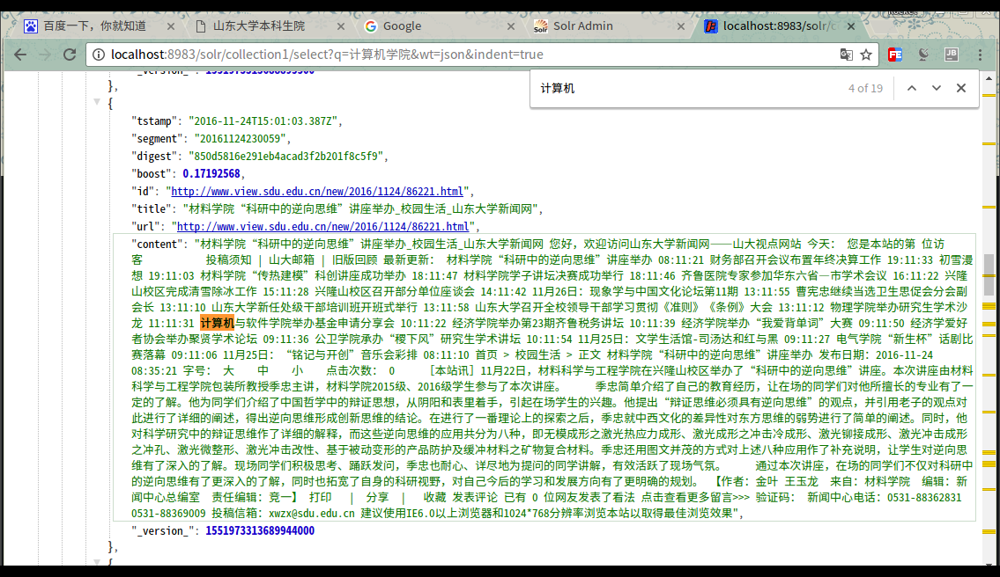 百度一下，你就知道
山东大学本科生院
Google
Solr Admin
localhost:8983/solr/c
localhost:8983/solr/collection1/select?q=计算机学院&wt=json&indent=true
计算机
4 of 19
},
{
"tstamp": "2016-11-24T15:01:03.387Z",
"segment": "20161124230059",
"digest": "850d5816e291eb4acad3f2b201f8c5f9",
"boost": 0.17192568,
"id": "http://www.view.sdu.edu.cn/new/2016/1124/86221.html",
"title": "材料学院“科研中的逆向思维”讲座举办_校园生活_山东大学新闻网",
"url": "http://www.view.sdu.edu.cn/new/2016/1124/86221.html",
"content": "材料学院“科研中的逆向思维”讲座举办_校园生活_山东大学新闻网 您好，欢迎访问山东大学新闻网——山大视点网站 今天： 您是本站的第 位访
客 投稿须知 | 山大邮箱 | 旧版回顾 最新更新： 材料学院“科研中的逆向思维”讲座举办 08:11:21 财务部召开会议布置年终决算工作 19:11:33 初雪漫
想 19:11:03 材料学院“传热建模”科创讲座成功举办 18:11:47 材料学院学子讲坛决赛成功举行 18:11:46 齐鲁医院专家参加华东六省一市学术会议 16:11:22 兴隆
山校区完成清雪除冰工作 15:11:28 兴隆山校区召开部分单位座谈会 14:11:42 11月26日：现象学与中国文化论坛第11期 13:11:55 曹宪忠继续当选卫生思促会分会副
会长 13:11:10 山东大学新任处级干部培训班开班式举行 13:11:58 山东大学召开全校领导干部学习贯彻《准则》《条例》大会 13:11:12 物理学院举办研究生学术沙
龙 11:11:31 计算机与软件学院举办基金申请分享会 10:11:22 经济学院举办第23期齐鲁税务讲坛 10:11:39 经济学院举办“我爱背单词”大赛 09:11:50 经济学爱好
者协会举办聚贤学术论坛 09:11:36 公卫学院承办“稷下风”研究生学术讲坛 10:11:54 11月25日：文学生活馆-司汤达和红与黑 09:11:27 电气学院“新生杯”话剧比
赛落幕 09:11:06 11月25日：“铭记与开创”音乐会彩排 08:11:10 首页 > 校园生活 > 正文 材料学院“科研中的逆向思维”讲座举办 发布日期：2016-11-24
08:35:21 字号： 大 中 小 点击次数： 0 [本站讯] 11月22日，材料科学与工程学院在兴隆山校区举办了“科研中的逆向思维”讲座。本次讲座由材料
科学与工程学院包装所教授季忠主讲，材料学院2015级、2016级学生参与了本次讲座。 季忠简单介绍了自己的教育经历，让在场的同学们对他所擅长的专业有了一
定的了解。他为同学们介绍了中国哲学中的辩证思想，从阴阳和表里着手，引起在场学生的兴趣。他提出“辩证思维必须具有逆向思维”的观点，并引用老子的观点对
此进行了详细的阐述，得出逆向思维形成创新思维的结论。在进行了一番理论上的探索之后，季忠就中西文化的差异性对东方思维的弱势进行了简单的阐述。同时，他
对科学研究中的辩证思维作了详细的解释，而这些逆向思维的应用共分为八种，即无模成形之激光热应力成形、激光成形之冲击冷成形、激光铆接成形、激光冲击成形
之冲孔、激光微整形、激光冲击改性、基于被动变形的产品防护及缓冲材料之矿物复合材料。季忠还用图文并茂的方式对上述八种应用作了补充说明，让学生对逆向思
维有了深入的了解。现场同学们积极思考、踊跃发问，季忠也耐心、详尽地为提问的同学讲解，有效活跃了现场气氛。 通过本次讲座，在场的同学们不仅对科研中
的逆向思维有了更深入的了解，同时也拓宽了自身的科研视野，对自己今后的学习和发展方向有了更明确的规划。 【作者：金叶 王玉龙 来自：材料学院 编辑：新
闻中心总编室 责任编辑：竞一】 打印 | 分享 | 收藏 发表评论 已有 0 位网友发表了看法 点击查看更多留言>>> 验证码： 新闻中心电话：0531-88362831
0531-88369009 投稿信箱：xwzx@sdu.edu.cn 建议使用IE6.0以上浏览器和1024*768分辨率浏览本站以取得最佳浏览效果",
"_version_": 1551973313689944000
},
{